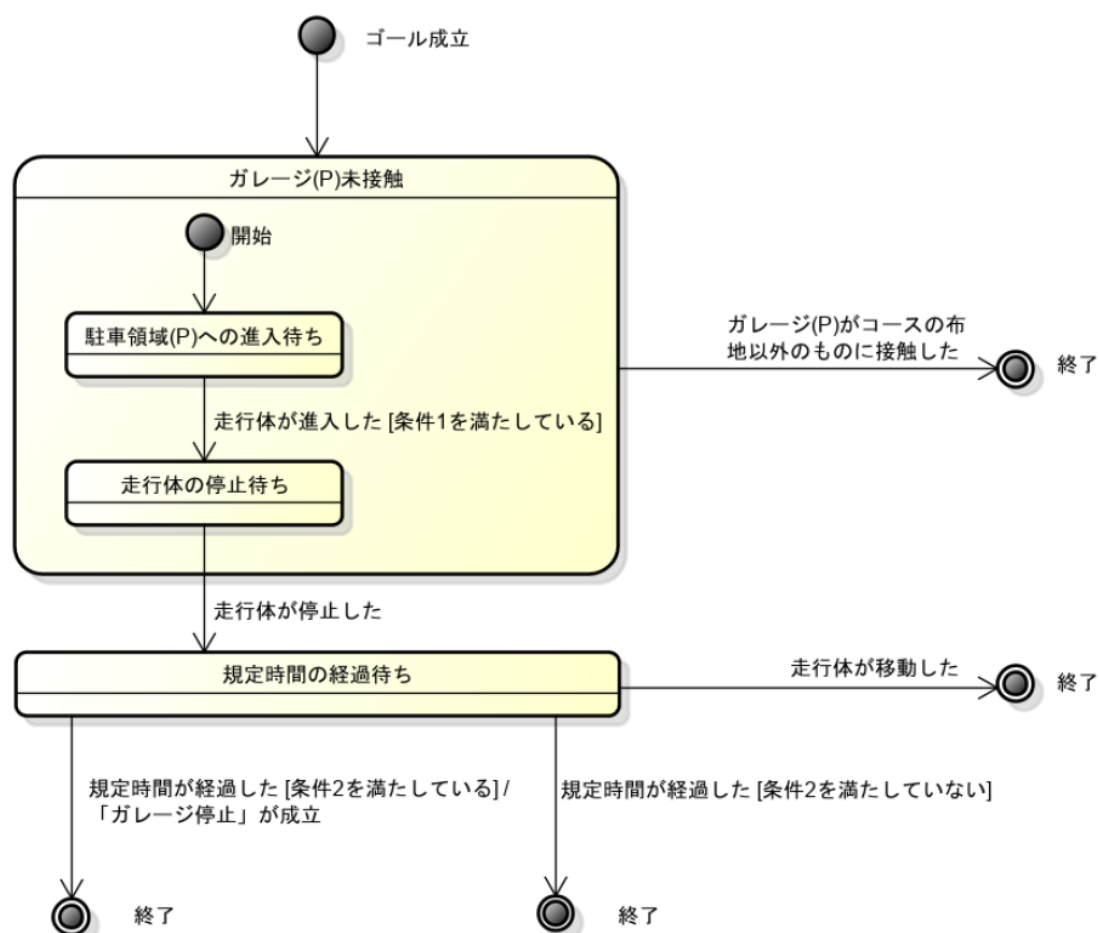 ゴール成立
ガレージ(P)未接触
開始
駐車領域(P)への進入待ち
ガレージ(P)がコースの布
地以外のものに接触した
終了
走行体が進入した [条件1を満たしている]
走行体の停止待ち
走行体が停止した
規定時間の経過待ち
走行体が移動した
終了
規定時間が経過した [条件2を満たしている] /
「ガレージ停止」が成立
規定時間が経過した [条件2を満たしていない]
終了
終了